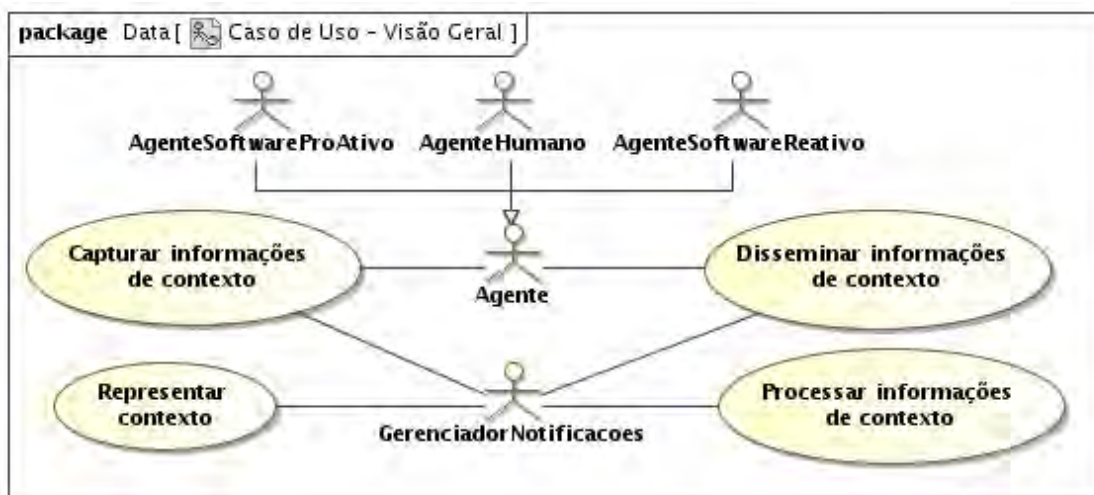 package Data [ Caso de Uso – Visão Geral ]
AgenteSoftwareProAtivo AgenteHumano AgenteSoftwareReativo
Capturar informações
de contexto
Agente
Disseminar informações
de contexto
Representar
contexto
GerenciadorNotificacoes
Processar informações
de contexto